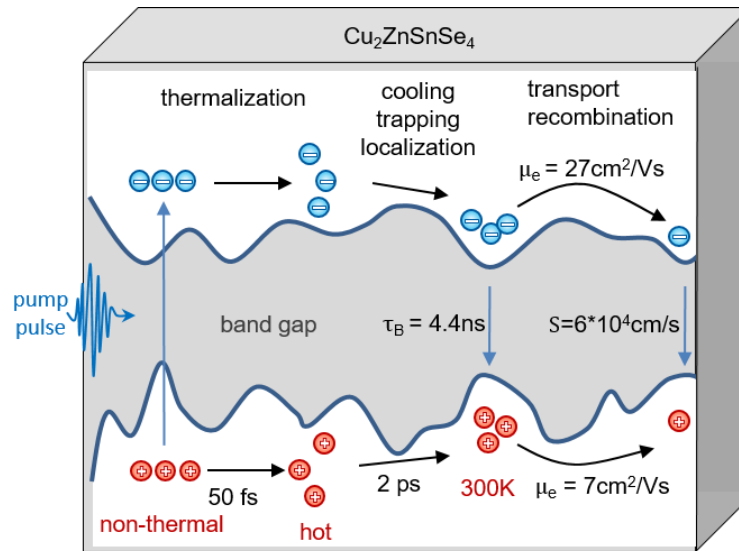 Cu₂ZnSnSe₄
thermalization
cooling
trapping
localization
transport
recombination
μₑ = 27cm²/Vs
pump
pulse
band gap
τ_B = 4.4ns
S=6*10⁴cm/s
50 fs
2 ps
300K
μₑ = 7cm²/Vs
non-thermal
hot